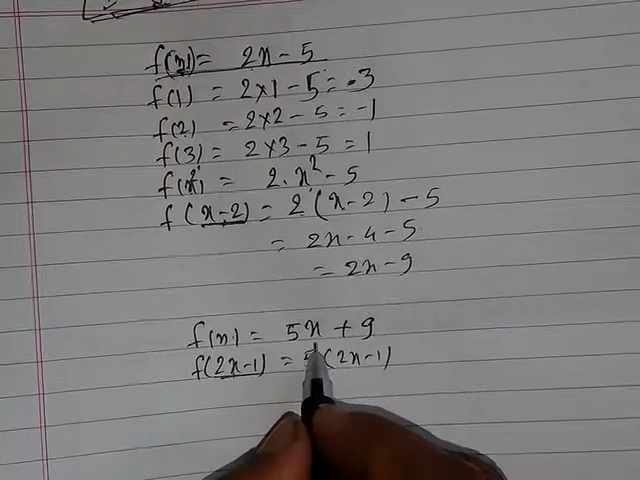 f(x) = 2x - 5
f(1) = 2×1 - 5 = -3
f(2) = 2×2 - 5 = -1
f(3) = 2×3 - 5 = 1
f(x²) = 2.x² - 5
f(x-2) = 2(x-2) - 5
= 2x - 4 - 5
= 2x - 9
f(x) = 5x + 9
f(2x-1) = 5(2x-1)